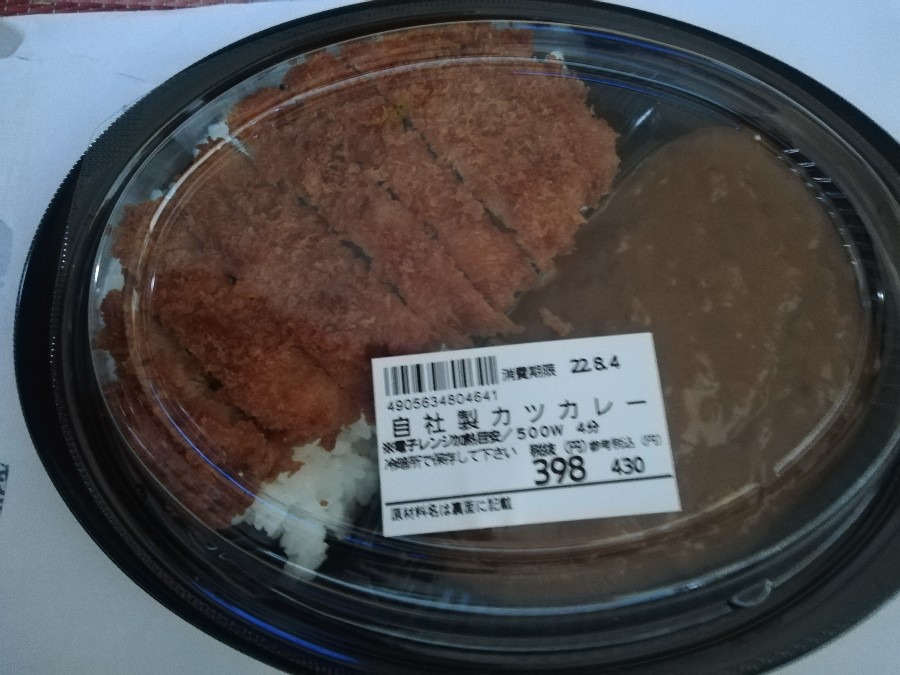 消費期限 22.8.4
4905634804641
自社製カツカレー
※電子レンジ加熱目安/500W 4分
冷暗所で保存して下さい 税抜(円)参考税込(円)
398 430
原材料名は裏面に記載